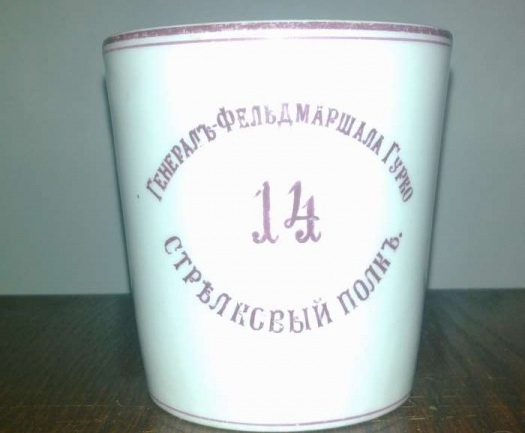 Генералъ-Фельдмаршала Гурко
14
Стрѣлковый полкъ.